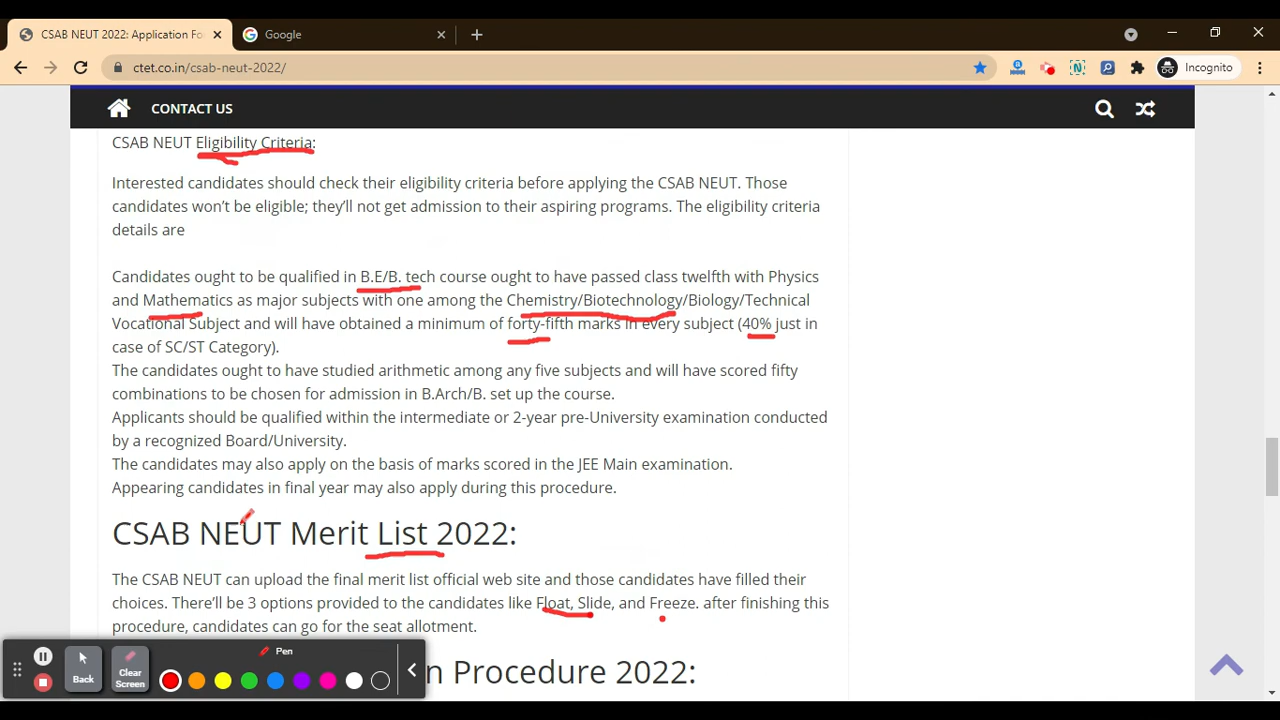 CSAB NEUT 2022: Application Fo
Google
ctet.co.in/csab-neut-2022/
Incognito
CONTACT US
CSAB NEUT Eligibility Criteria:
Interested candidates should check their eligibility criteria before applying the CSAB NEUT. Those
candidates won't be eligible; they'll not get admission to their aspiring programs. The eligibility criteria
details are
Candidates ought to be qualified in B.E/B. tech course ought to have passed class twelfth with Physics
and Mathematics as major subjects with one among the Chemistry/Biotechnology/Biology/Technical
Vocational Subject and will have obtained a minimum of forty-fifth marks in every subject (40% just in
case of SC/ST Category).
The candidates ought to have studied arithmetic among any five subjects and will have scored fifty
combinations to be chosen for admission in B.Arch/B. set up the course.
Applicants should be qualified within the intermediate or 2-year pre-University examination conducted
by a recognized Board/University.
The candidates may also apply on the basis of marks scored in the JEE Main examination.
Appearing candidates in final year may also apply during this procedure.
CSAB NEUT Merit List 2022:
The CSAB NEUT can upload the final merit list official web site and those candidates have filled their
choices. There'll be 3 options provided to the candidates like Float, Slide, and Freeze. after finishing this
procedure, candidates can go for the seat allotment.
n Procedure 2022:
Pen
Back
Clear
Screen